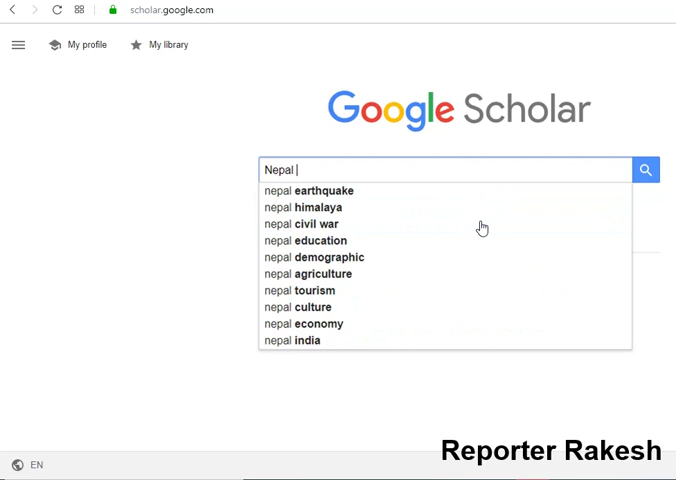 scholar.google.com
My profile
My library
Google Scholar
Nepal
nepal earthquake
nepal himalaya
nepal civil war
nepal education
nepal demographic
nepal agriculture
nepal tourism
nepal culture
nepal economy
nepal india
Reporter Rakesh
EN